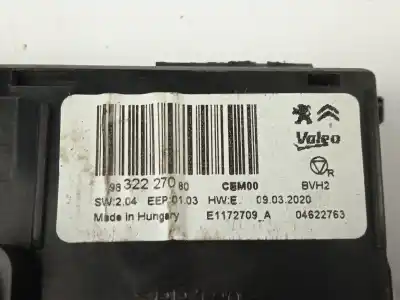 Valeo
R
98 322 270 80 CEM00 BVH2
SW:2.04 EEP:01.03 HW:E. 09.03.2020
Made in Hungary E1172709_A 04622763